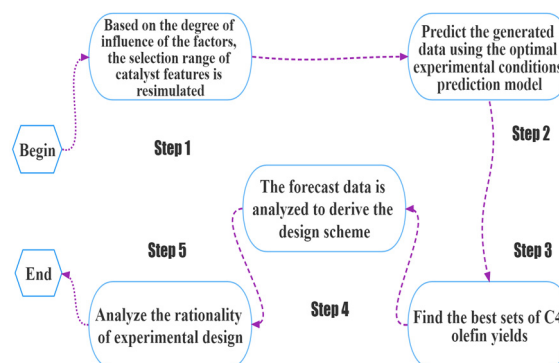 Based on the degree of
influence of the factors,
the selection range of
catalyst features is
resimulated
Predict the generated
data using the optimal
experimental conditions
prediction model
Begin
Step 1
Step 2
The forecast data is
analyzed to derive the
design scheme
Step 5
Step 3
End
Analyze the rationality
of experimental design
Step 4
Find the best sets of C4
olefin yields